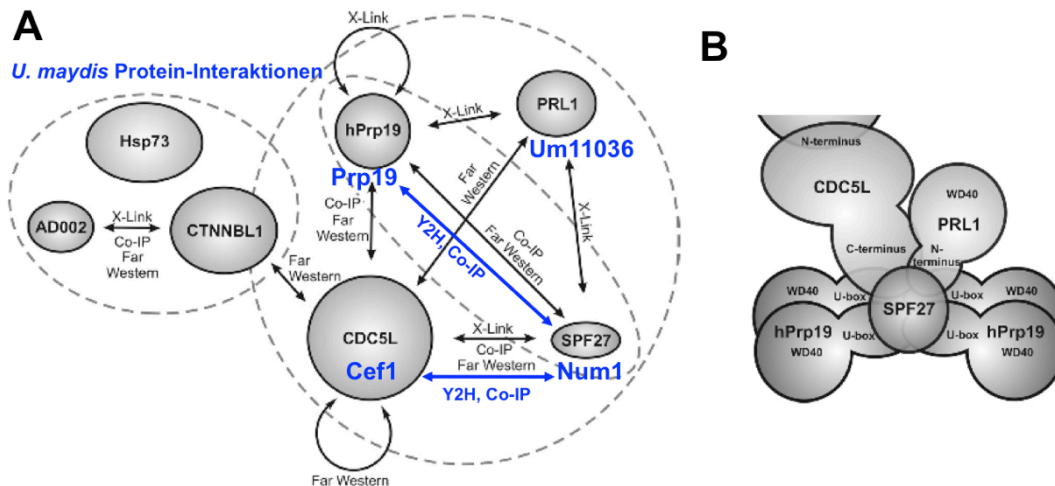 A
U. maydis Protein-Interaktionen
X-Link
hPrp19
Prp19
X-Link
PRL1
Um11036
Hsp73
AD002
X-Link
Co-IP
Far
Western
CTNNBL1
Far
Western
Co-IP
Far
Western
Far
Western
Co-IP
Far Western
Y2H, Co-IP
X-Link
CDC5L
Cef1
X-Link
Co-IP
Far Western
Y2H, Co-IP
SPF27
Num1
Far Western
B
N-terminus
CDC5L
WD40
PRL1
C-terminus
N-
terminus
WD40
U-box
SPF27
U-box
WD40
hPrp19
WD40
U-box
U-box
hPrp19
WD40